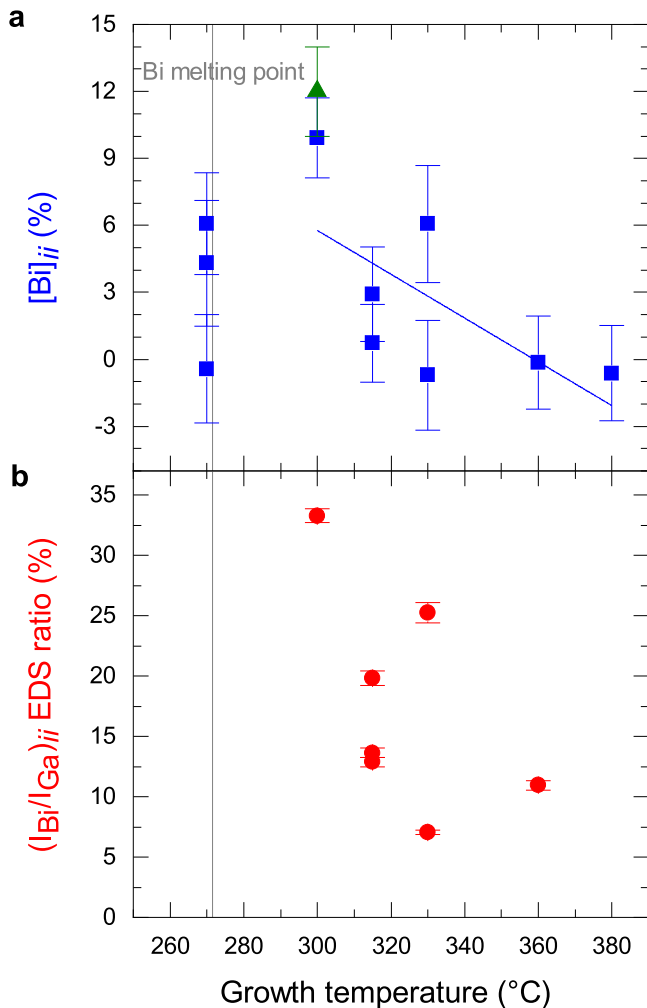 a
15
Bi melting point
12
9
6
3
0
-3
[Bi]ii (%)
b
35
30
25
20
15
10
5
0
(IBi/IGa)ii EDS ratio (%)
260 280 300 320 340 360 380
Growth temperature (°C)